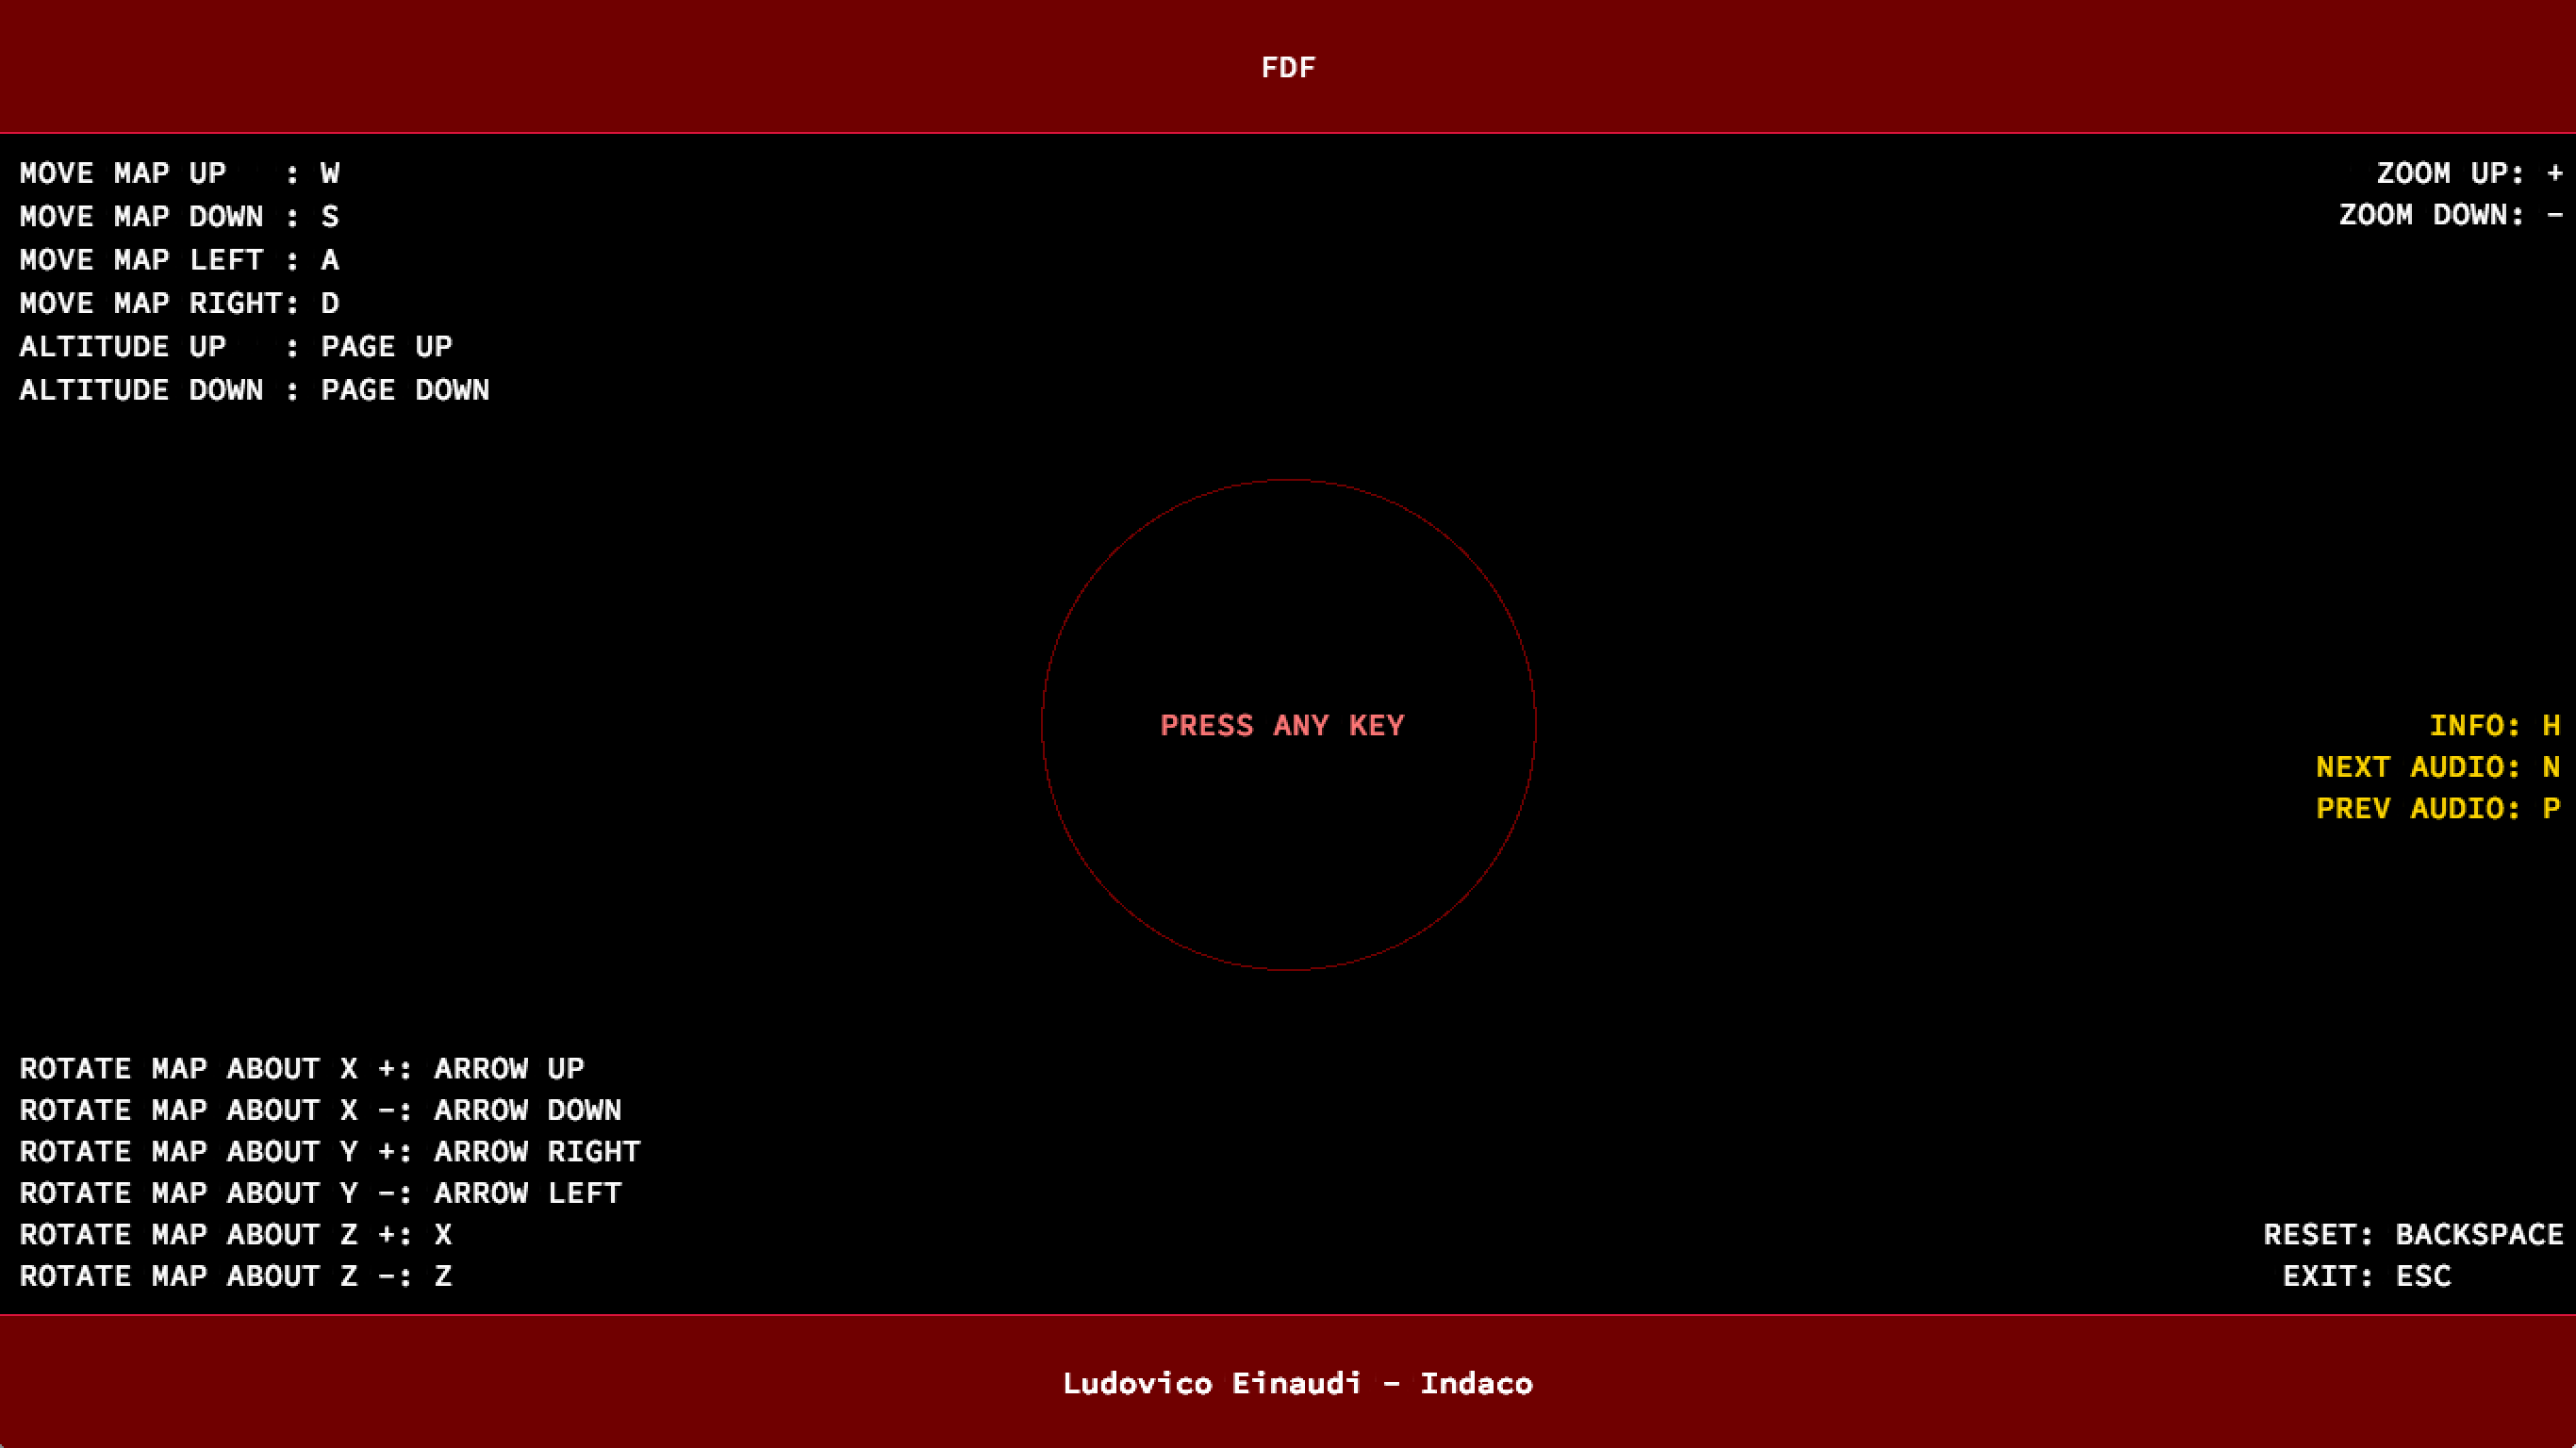 FDF
MOVE MAP UP   : W
MOVE MAP DOWN : S
MOVE MAP LEFT : A
MOVE MAP RIGHT: D
ALTITUDE UP   : PAGE UP
ALTITUDE DOWN : PAGE DOWN
ZOOM UP: +
ZOOM DOWN: -
PRESS ANY KEY
INFO: H
NEXT AUDIO: N
PREV AUDIO: P
ROTATE MAP ABOUT X +: ARROW UP
ROTATE MAP ABOUT X -: ARROW DOWN
ROTATE MAP ABOUT Y +: ARROW RIGHT
ROTATE MAP ABOUT Y -: ARROW LEFT
ROTATE MAP ABOUT Z +: X
ROTATE MAP ABOUT Z -: Z
RESET: BACKSPACE
EXIT: ESC
Ludovico Einaudi - Indaco